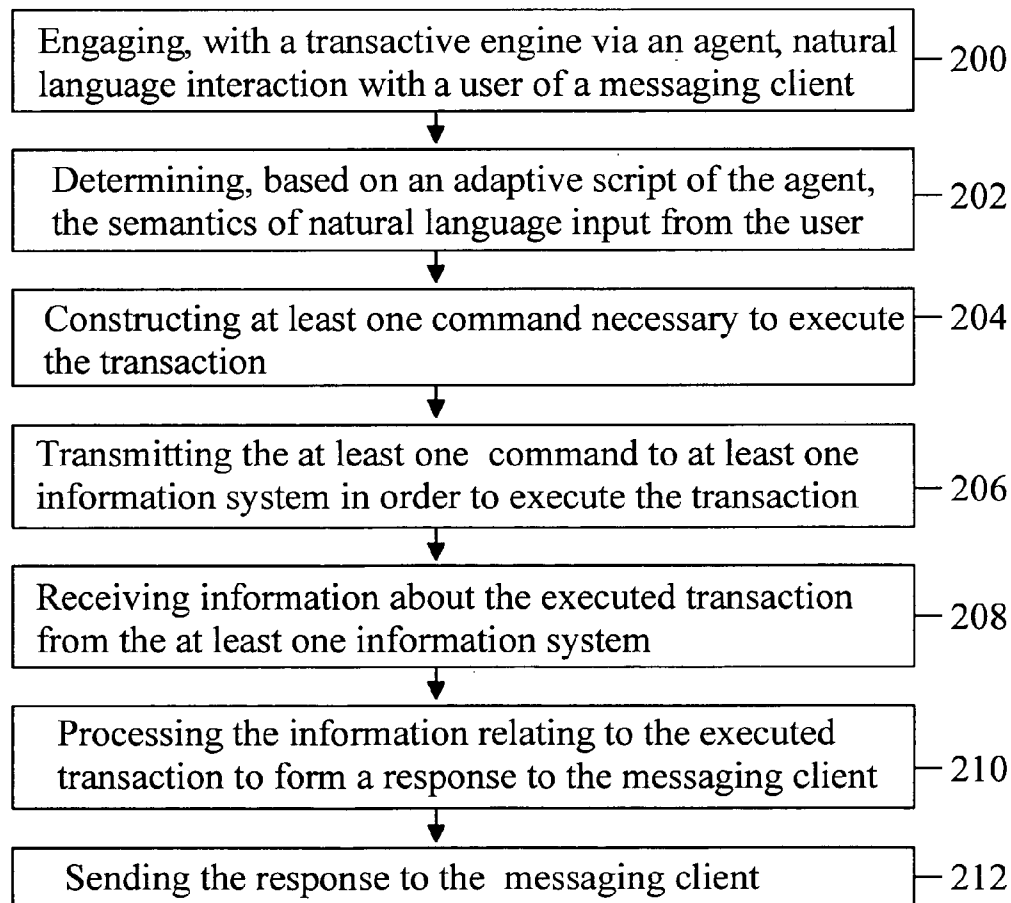 Engaging, with a transactive engine via an agent, natural
language interaction with a user of a messaging client
200
Determining, based on an adaptive script of the agent,
the semantics of natural language input from the user
202
Constructing at least one command necessary to execute
the transaction
204
Transmitting the at least one command to at least one
information system in order to execute the transaction
206
Receiving information about the executed transaction
from the at least one information system
208
Processing the information relating to the executed
transaction to form a response to the messaging client
210
Sending the response to the messaging client
212